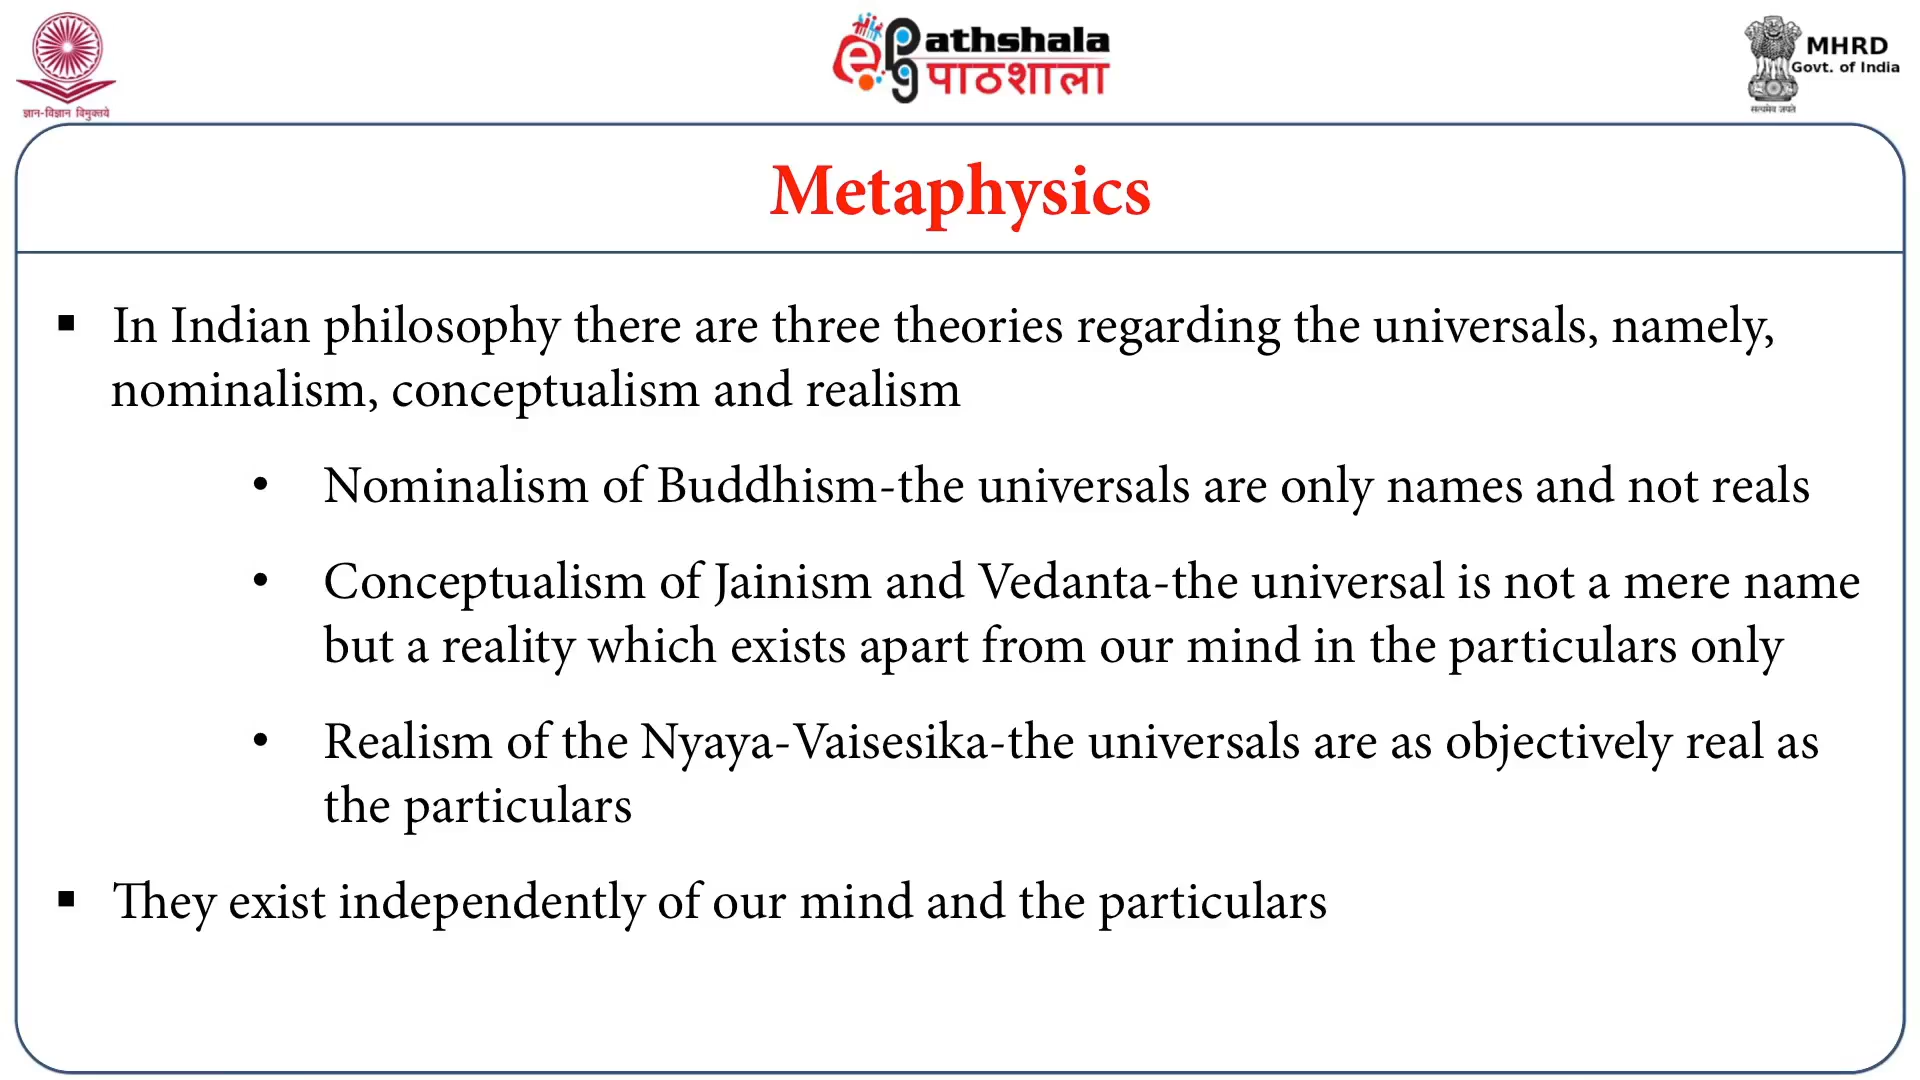 ज्ञान-विज्ञान विमुक्तये
e Pathshala
पाठशाला
MHRD
Govt. of India
सत्यमेव जयते
Metaphysics
▪ In Indian philosophy there are three theories regarding the universals, namely,
nominalism, conceptualism and realism
• Nominalism of Buddhism-the universals are only names and not reals
• Conceptualism of Jainism and Vedanta-the universal is not a mere name
but a reality which exists apart from our mind in the particulars only
• Realism of the Nyaya-Vaisesika-the universals are as objectively real as
the particulars
▪ They exist independently of our mind and the particulars